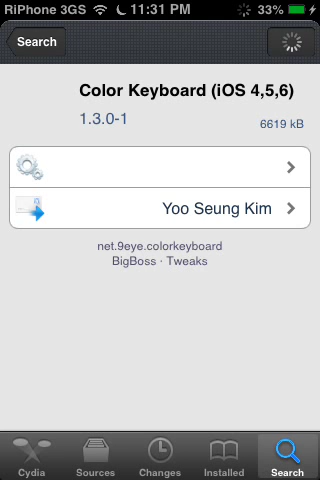 RiPhone 3GS 11:31 PM 33%
Search
Color Keyboard (iOS 4,5,6)
1.3.0-1
6619 kB
Yoo Seung Kim
net.9eye.colorkeyboard
BigBoss · Tweaks
Cydia Sources Changes Installed Search